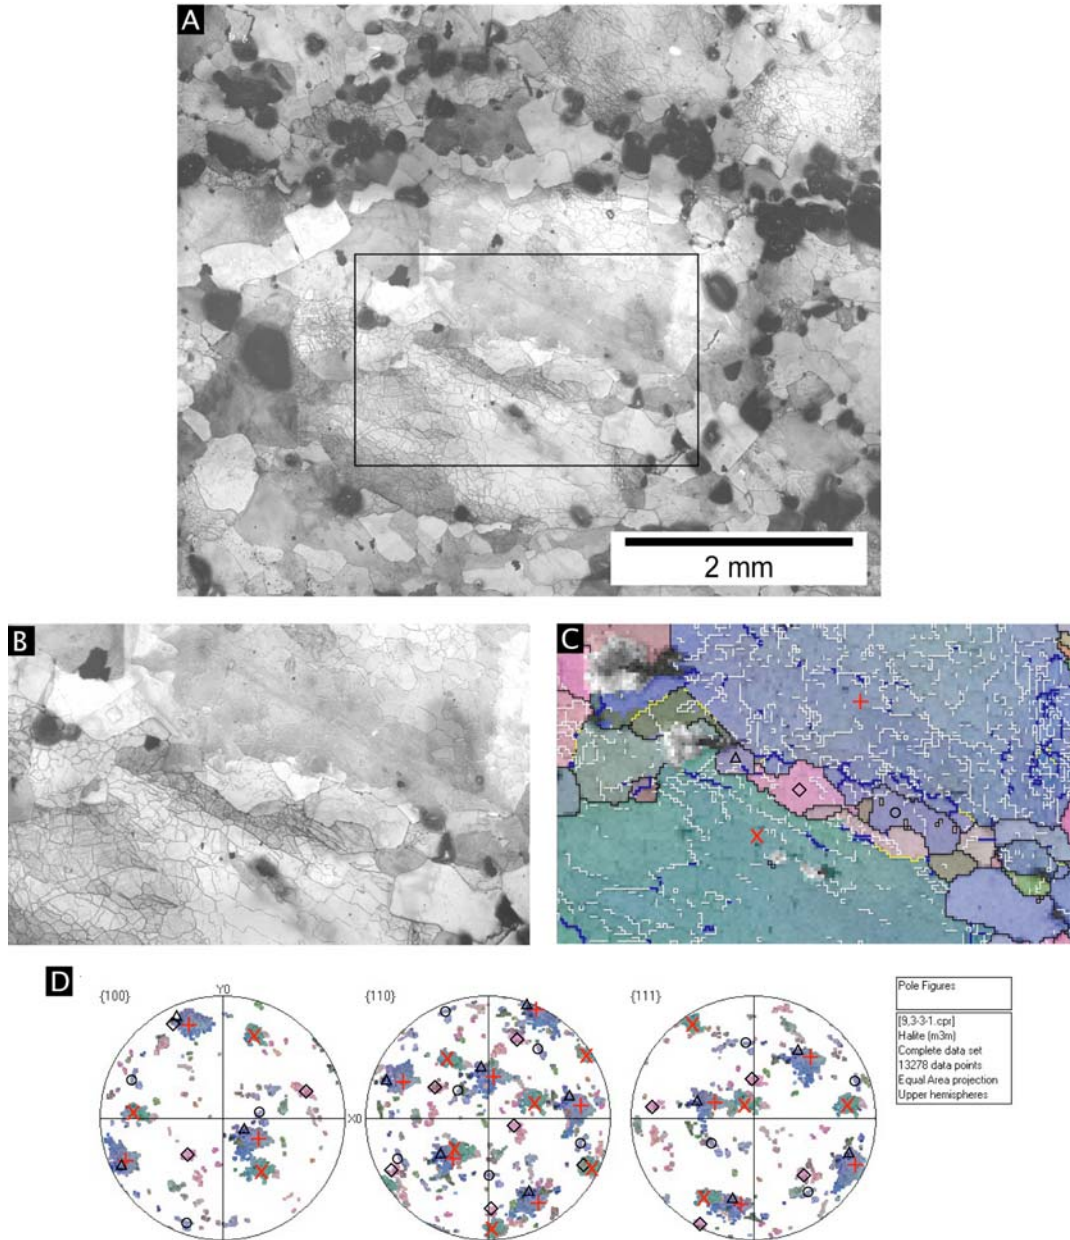 A
2 mm
B
C
D
{100}
Y0
{110}
X0
{111}
Pole Figures
[9,3-3-1.cpr]
Halite (m3m)
Complete data set
13278 data points
Equal Area projection
Upper hemispheres